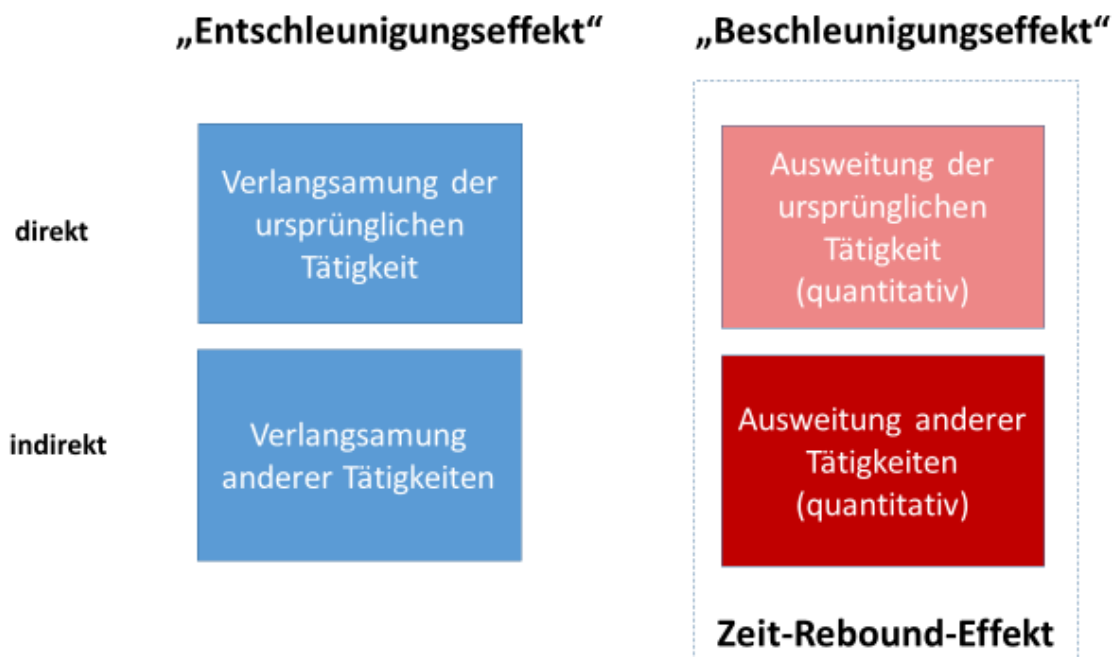 „Entschleunigungseffekt“
„Beschleunigungseffekt“
direkt
Verlangsamung der
ursprünglichen
Tätigkeit
Ausweitung der
ursprünglichen
Tätigkeit
(quantitativ)
indirekt
Verlangsamung
anderer Tätigkeiten
Ausweitung anderer
Tätigkeiten
(quantitativ)
Zeit-Rebound-Effekt